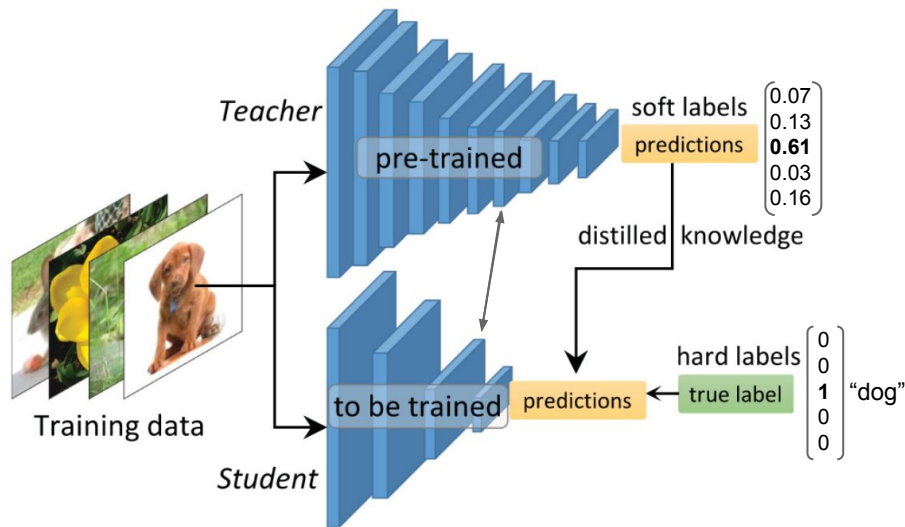 Teacher
soft labels
0.07
0.13
0.61
0.03
0.16
pre-trained
predictions
distilled knowledge
hard labels
0
0
1
0
0
"dog"
to be trained
predictions
true label
Training data
Student